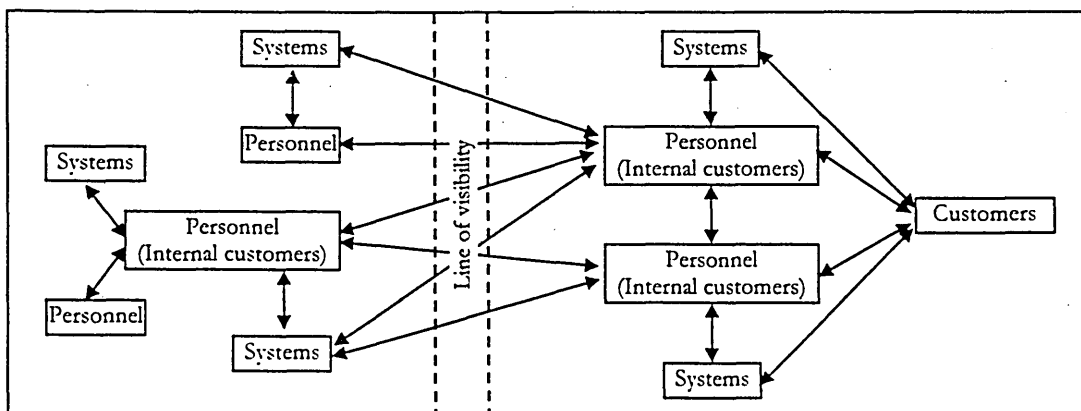 Systems
Personnel
Systems
Personnel
(Internal customers)
Personnel
Systems
Line of visibility
Systems
Personnel
(Internal customers)
Personnel
(Internal customers)
Systems
Customers